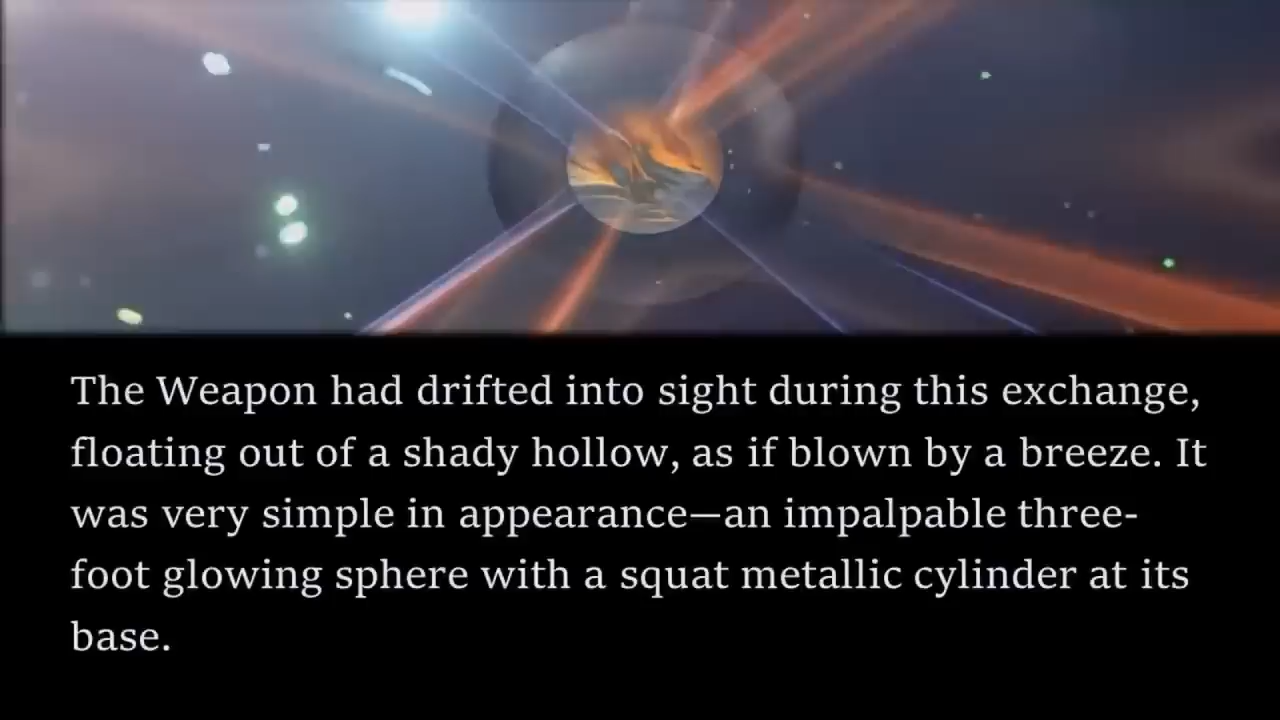 The Weapon had drifted into sight during this exchange,
floating out of a shady hollow, as if blown by a breeze. It
was very simple in appearance—an impalpable three-
foot glowing sphere with a squat metallic cylinder at its
base.